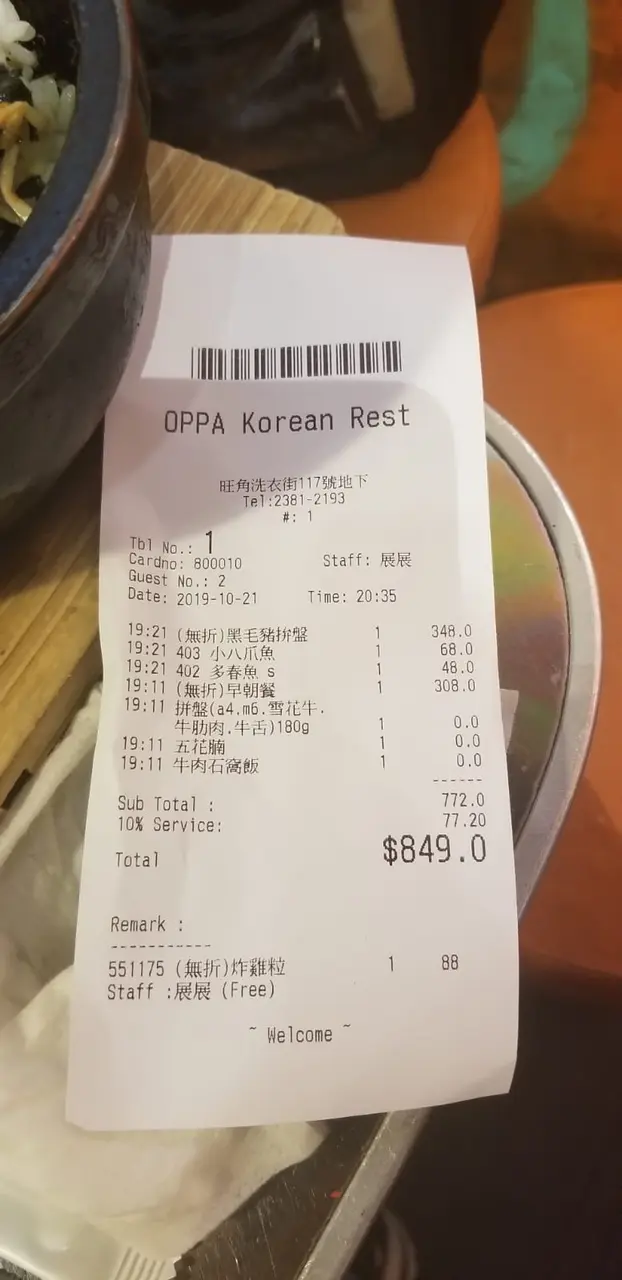 OPPA Korean Rest
旺角洗衣街117號地下
Tel:2381-2193
#: 1
Tbl No.: 1
Cardno: 800010 Staff: 展展
Guest No.: 2
Date: 2019-10-21 Time: 20:35
19:21 (無折)黑毛豬拚盤 1 348.0
19:21 403 小八爪魚 1 68.0
19:21 402 多春魚 s 1 48.0
19:11 (無折)早朝餐 1 308.0
19:11 拼盤(a4.m6.雪花牛.
牛肋肉.牛舌)180g 1 0.0
19:11 五花腩 1 0.0
19:11 牛肉石窩飯 1 0.0
------
Sub Total : 772.0
10% Service: 77.20
Total $849.0
Remark :
-----------
551175 (無折)炸雞粒 1 88
Staff :展展 (Free)
~ Welcome ~